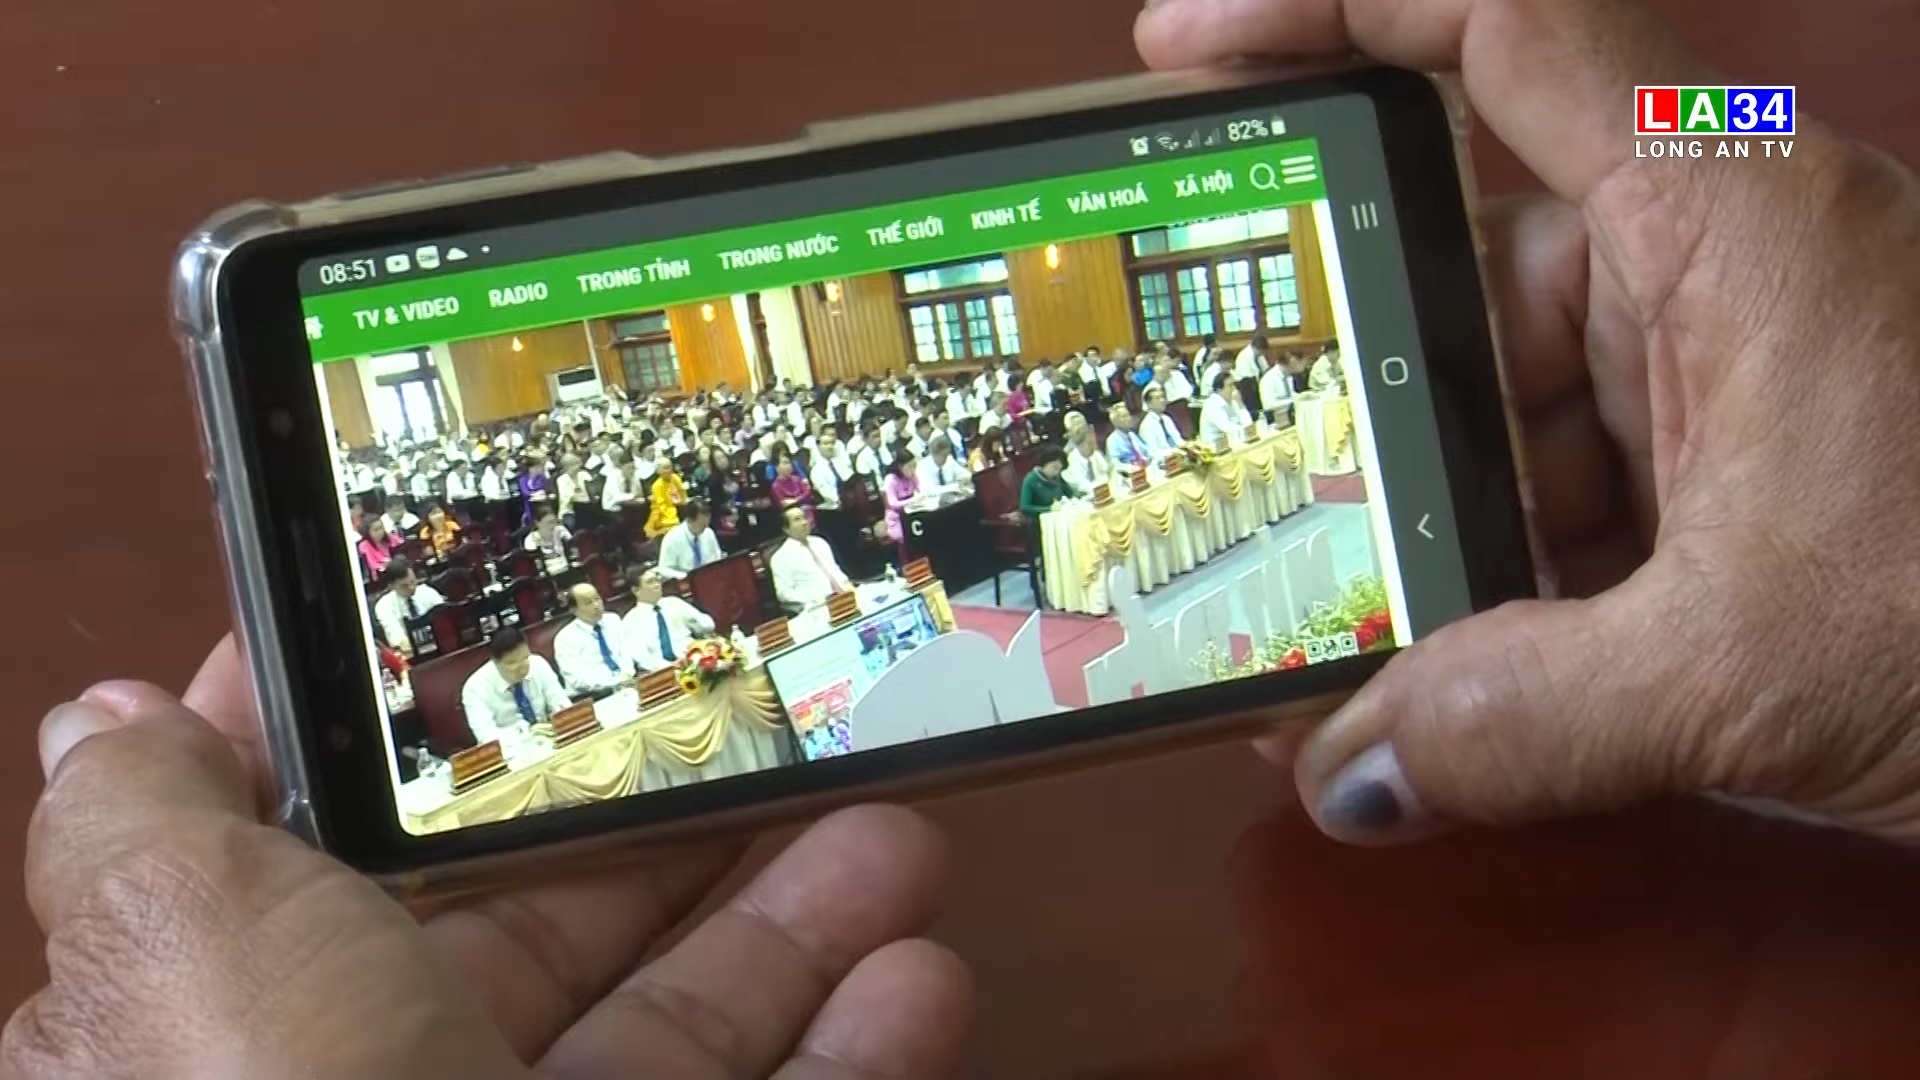 LA34
LONG AN TV
82%
08:51
TV & VIDEO RADIO TRONG TỈNH TRONG NƯỚC THẾ GIỚI KINH TẾ VĂN HOÁ XÃ HỘI
C